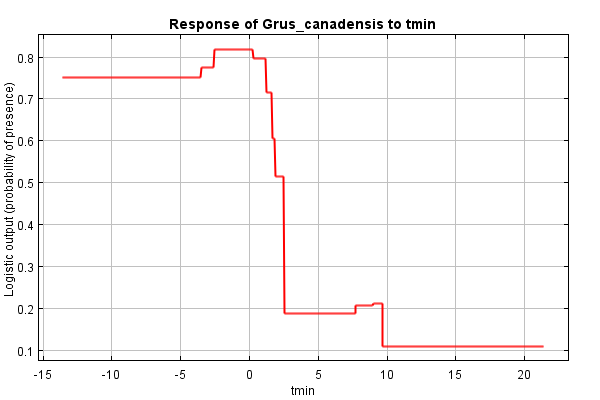 Response of Grus_canadensis to tmin
Logistic output (probability of presence)
0.8
0.7
0.6
0.5
0.4
0.3
0.2
0.1
-15 -10 -5 0 5 10 15 20
tmin